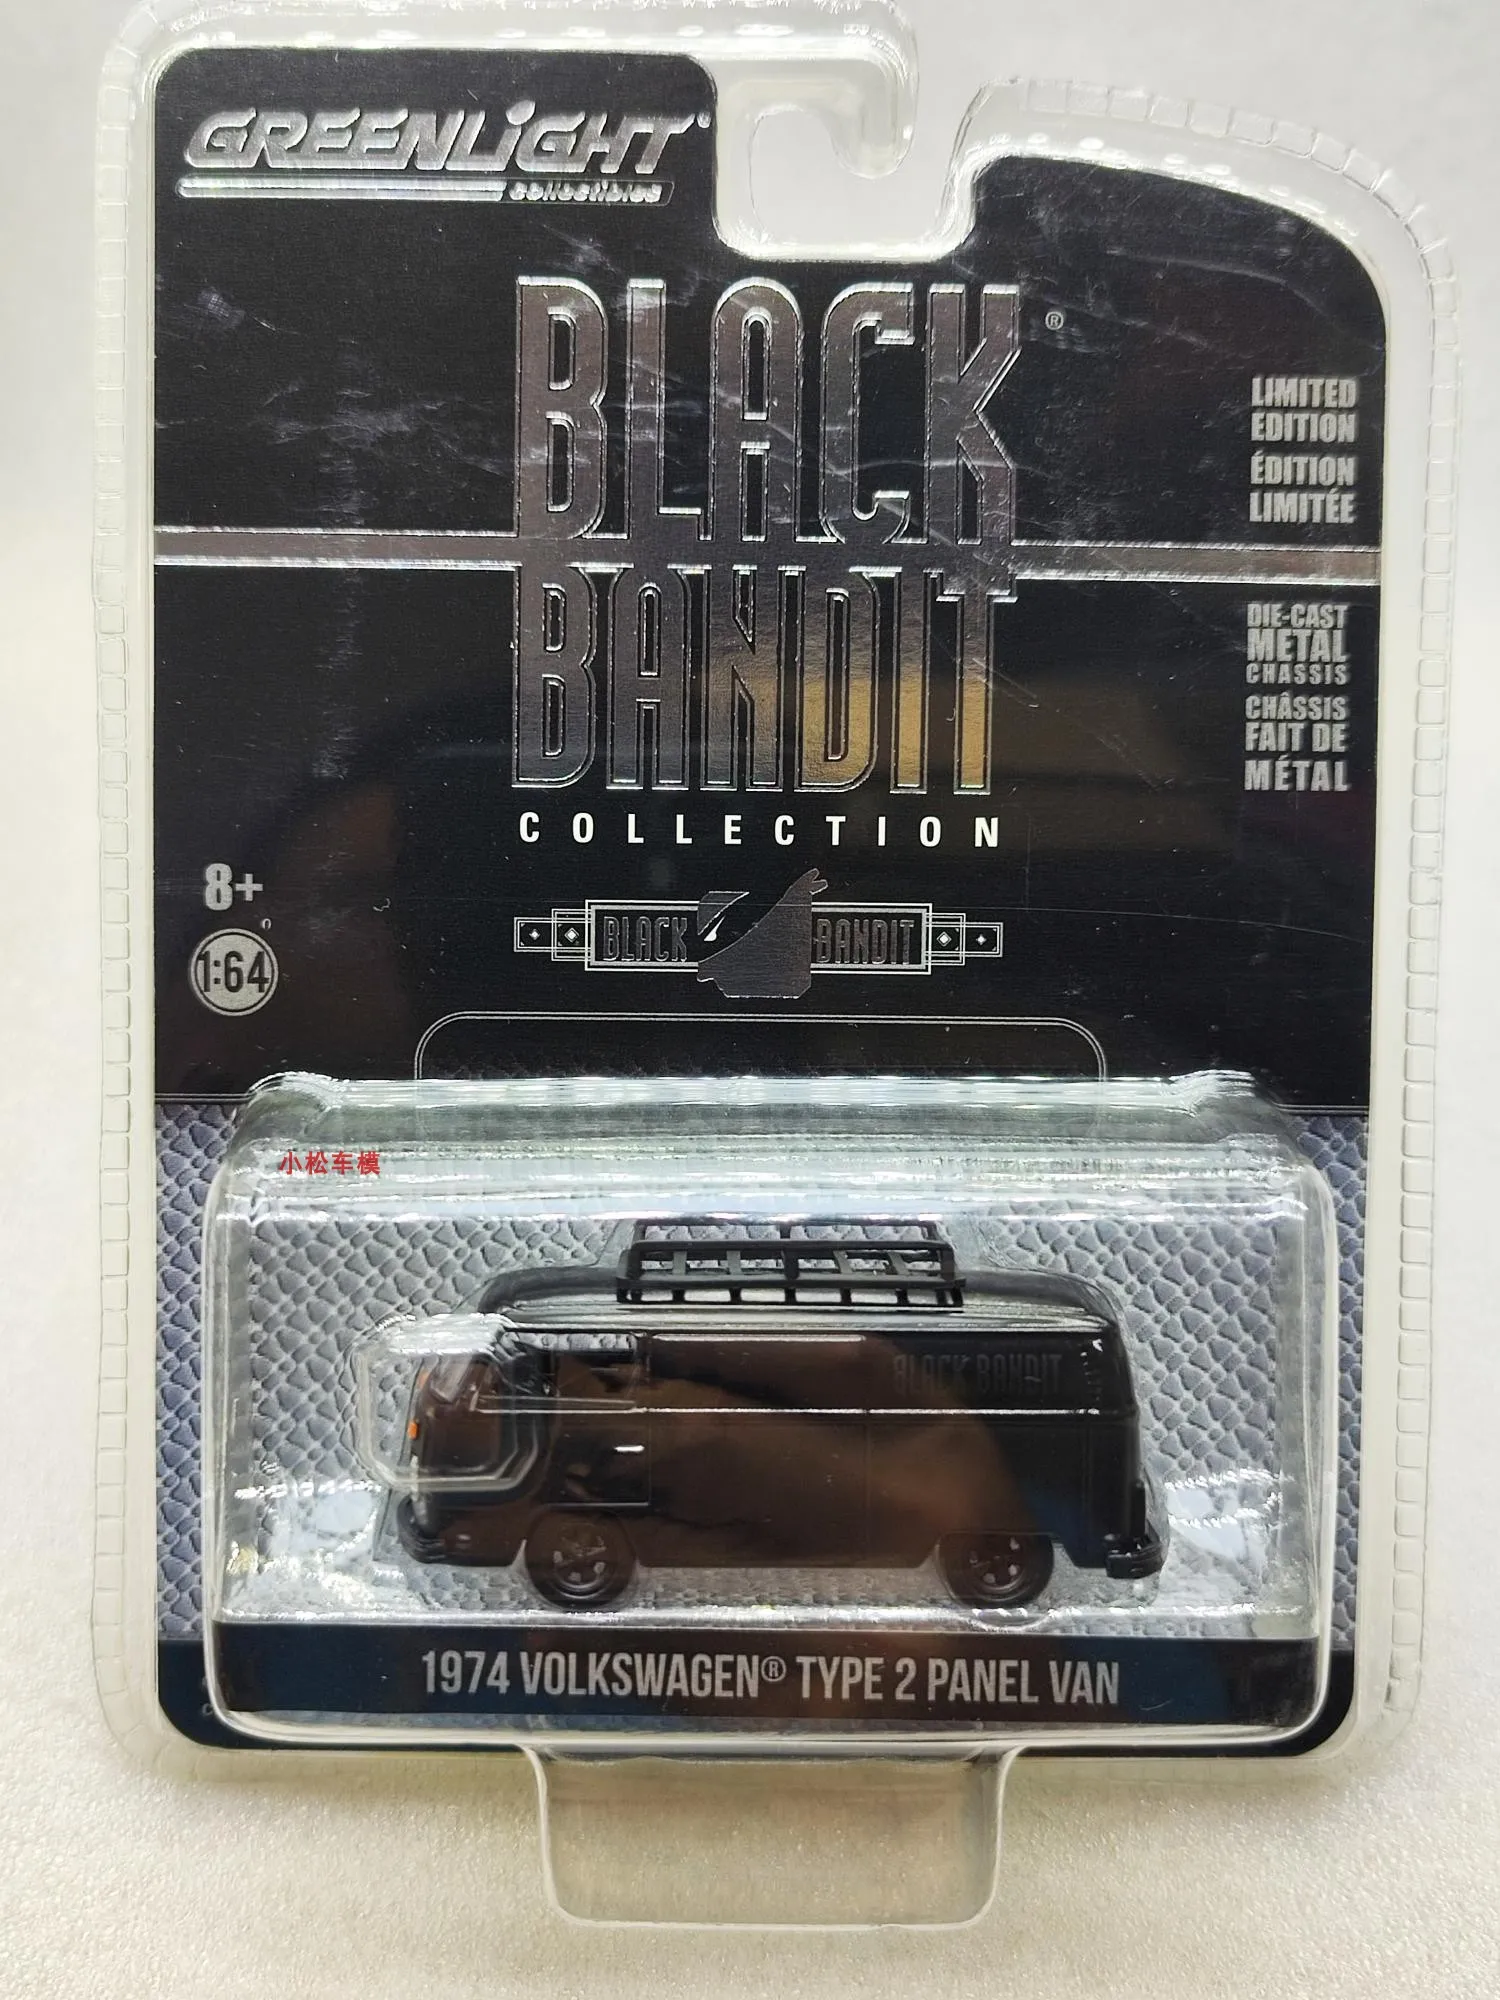 GREENLiGHT®
collectibles
BLACK®
BANDIT
COLLECTION
LIMITED
EDITION
ÉDITION
LIMITÉE
DIE-CAST
METAL
CHASSIS
CHÂSSIS
FAIT DE
MÉTAL
8+
1:64
BLACK BANDIT
小松车模
BLACK BANDIT
1974 VOLKSWAGEN® TYPE 2 PANEL VAN